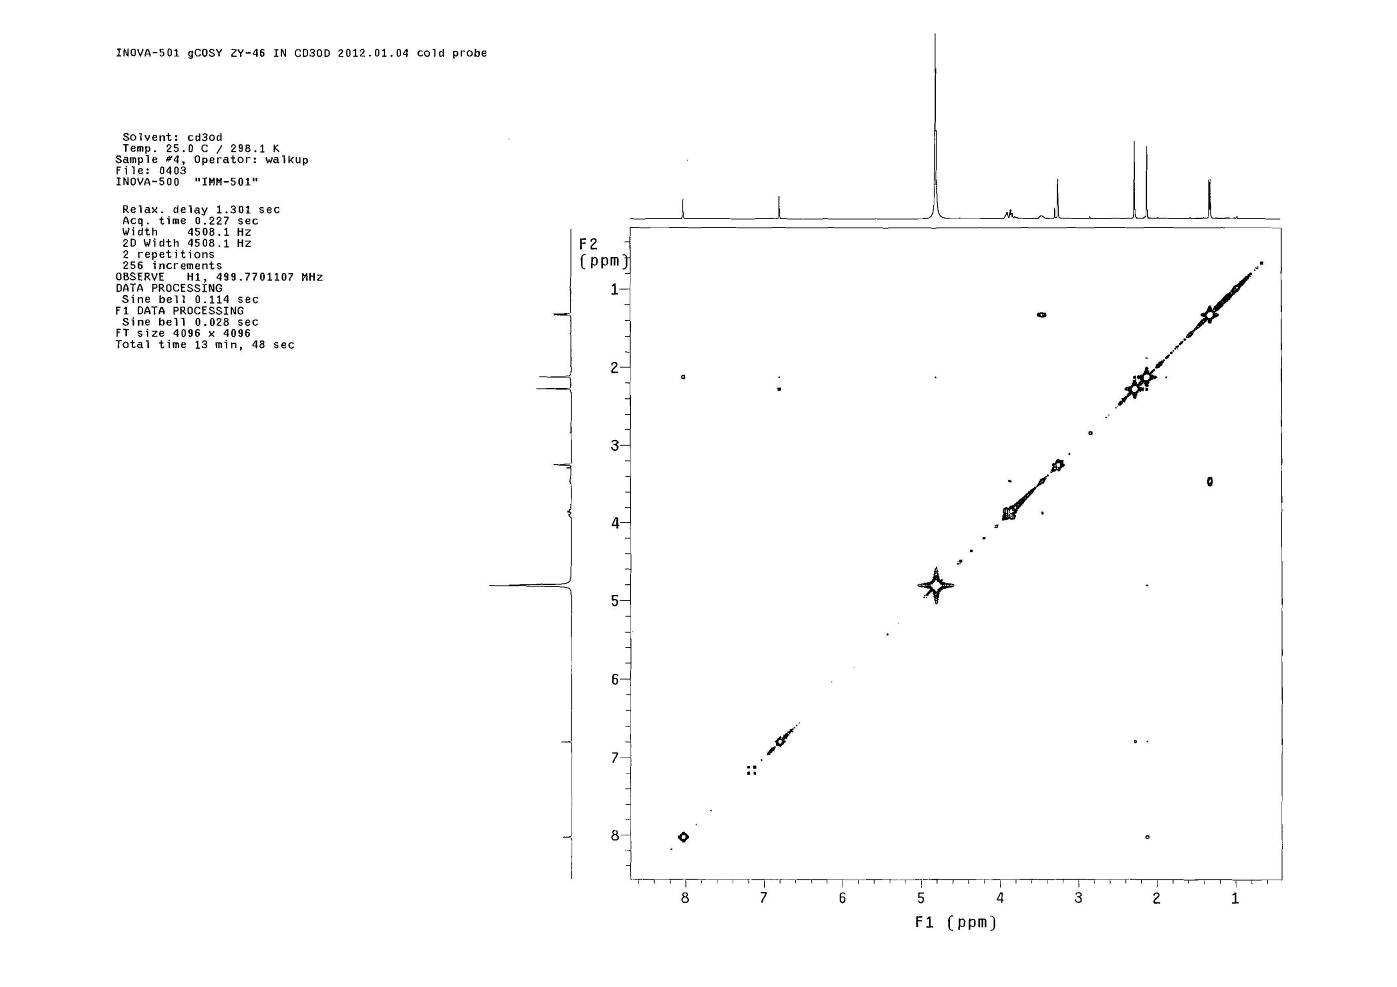 INOVA-501 gCOSY ZY-46 IN CD3OD 2012.01.04 cold probe
Solvent: cd3od
Temp. 25.0 C / 298.1 K
Sample #4, Operator: walkup
File: 0403
INOVA-500 "IMM-501"
Relax. delay 1.301 sec
Acq. time 0.227 sec
Width 4508.1 Hz
2D Width 4508.1 Hz
2 repetitions
256 increments
OBSERVE H1, 499.7701107 MHz
DATA PROCESSING
Sine bell 0.114 sec
F1 DATA PROCESSING
Sine bell 0.028 sec
FT size 4096 x 4096
Total time 13 min, 48 sec
F2
(ppm)
1
2
3
4
5
6
7
8
8 7 6 5 4 3 2 1
F1 (ppm)